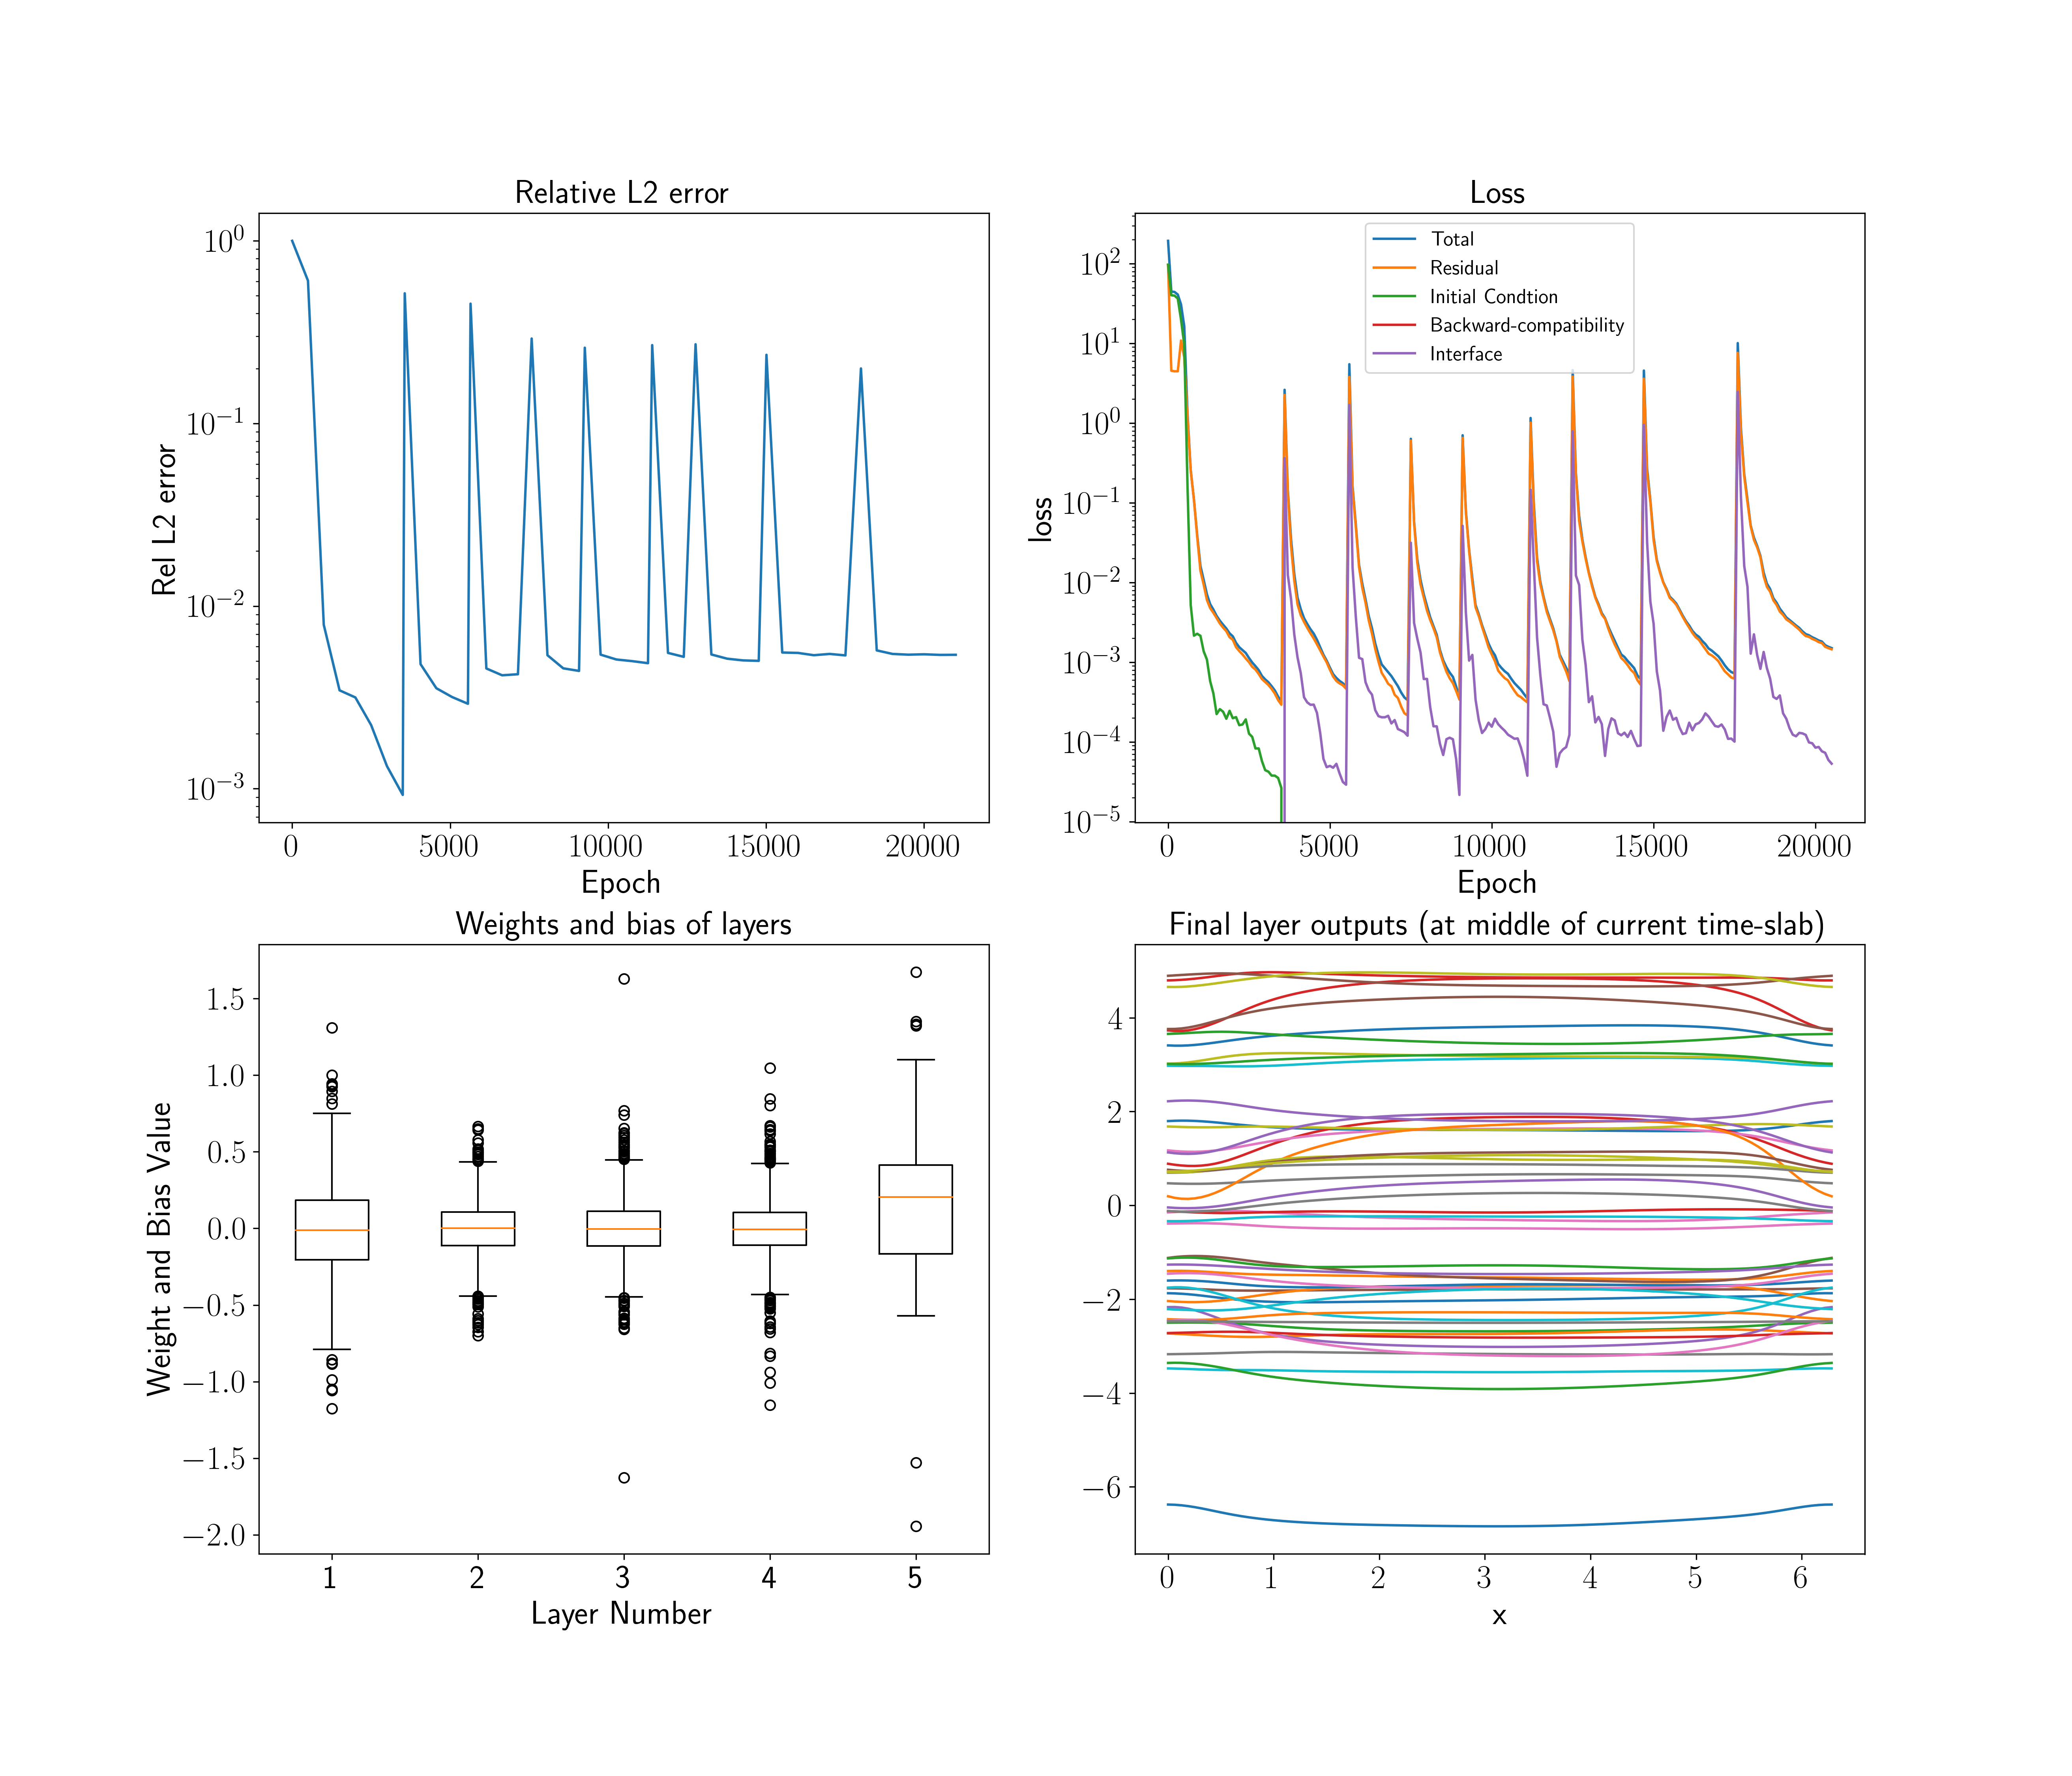 Relative L2 error
10^0
10^{-1}
10^{-2}
10^{-3}
Rel L2 error
0 5000 10000 15000 20000
Epoch
Loss
Total
Residual
Initial Condtion
Backward-compatibility
Interface
10^2
10^1
10^0
10^{-1}
10^{-2}
10^{-3}
10^{-4}
10^{-5}
loss
0 5000 10000 15000 20000
Epoch
Weights and bias of layers
1.5
1.0
0.5
0.0
−0.5
−1.0
−1.5
−2.0
Weight and Bias Value
1 2 3 4 5
Layer Number
Final layer outputs (at middle of current time-slab)
4
2
0
−2
−4
−6
0 1 2 3 4 5 6
x